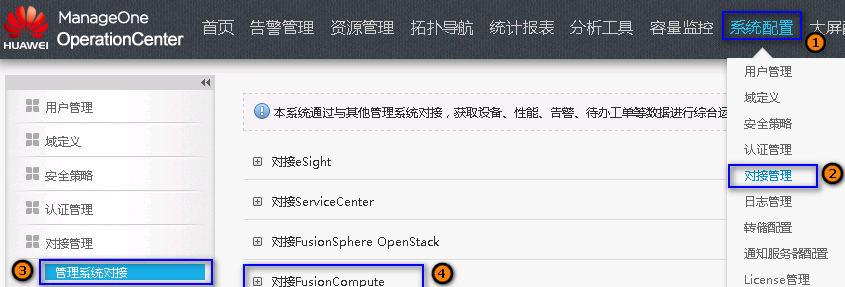 HUAWEI
ManageOne
OperationCenter
首页 告警管理 资源管理 拓扑导航 统计报表 分析工具 容量监控 系统配置 大屏
1
用户管理
域定义
安全策略
认证管理
对接管理
2
日志管理
转储配置
通知服务器配置
License管理
用户管理
域定义
安全策略
认证管理
对接管理
3
管理系统对接
本系统通过与其他管理系统对接，获取设备、性能、告警、待办工单等数据进行综合运
对接eSight
对接ServiceCenter
对接FusionSphere OpenStack
对接FusionCompute
4